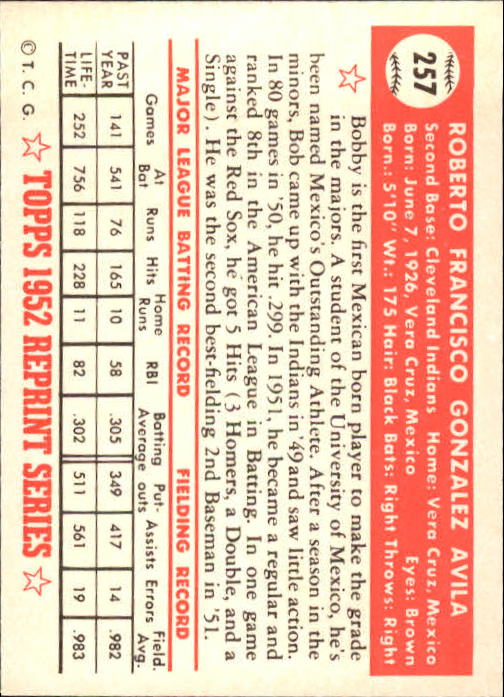 257
ROBERTO FRANCISCO GONZALEZ AVILA
Second Base: Cleveland Indians Home: Vera Cruz, Mexico
Born: June 7, 1926, Vera Cruz, Mexico Eyes: Brown
Born.: 5'10" Wt.: 175 Hair: Black Bats: Right Throws: Right
Bobby is the first Mexican born player to make the grade
in the majors. A student of the University of Mexico, he's
been named Mexico's Outstanding Athlete. After a season in the
minors, Bob came up with the Indians in '49 and saw little action.
In 80 games in '50, he hit .299. In 1951, he became a regular and
ranked 8th in the American League in Batting. In one game
against the Red Sox, he got 5 Hits (3 Homers, a Double, and a
Single). He was the second best-fielding 2nd Baseman in '51.
MAJOR LEAGUE BATTING RECORD FIELDING RECORD
Games At Bat Runs Hits Home Runs RBI Batting Average Put-outs Assists Errors Field. Avg.
PAST YEAR 141 541 76 165 10 58 .305 349 417 14 .982
LIFE-TIME 252 756 118 228 11 82 .302 511 561 19 .983
© T. C. G. TOPPS 1952 REPRINT SERIES